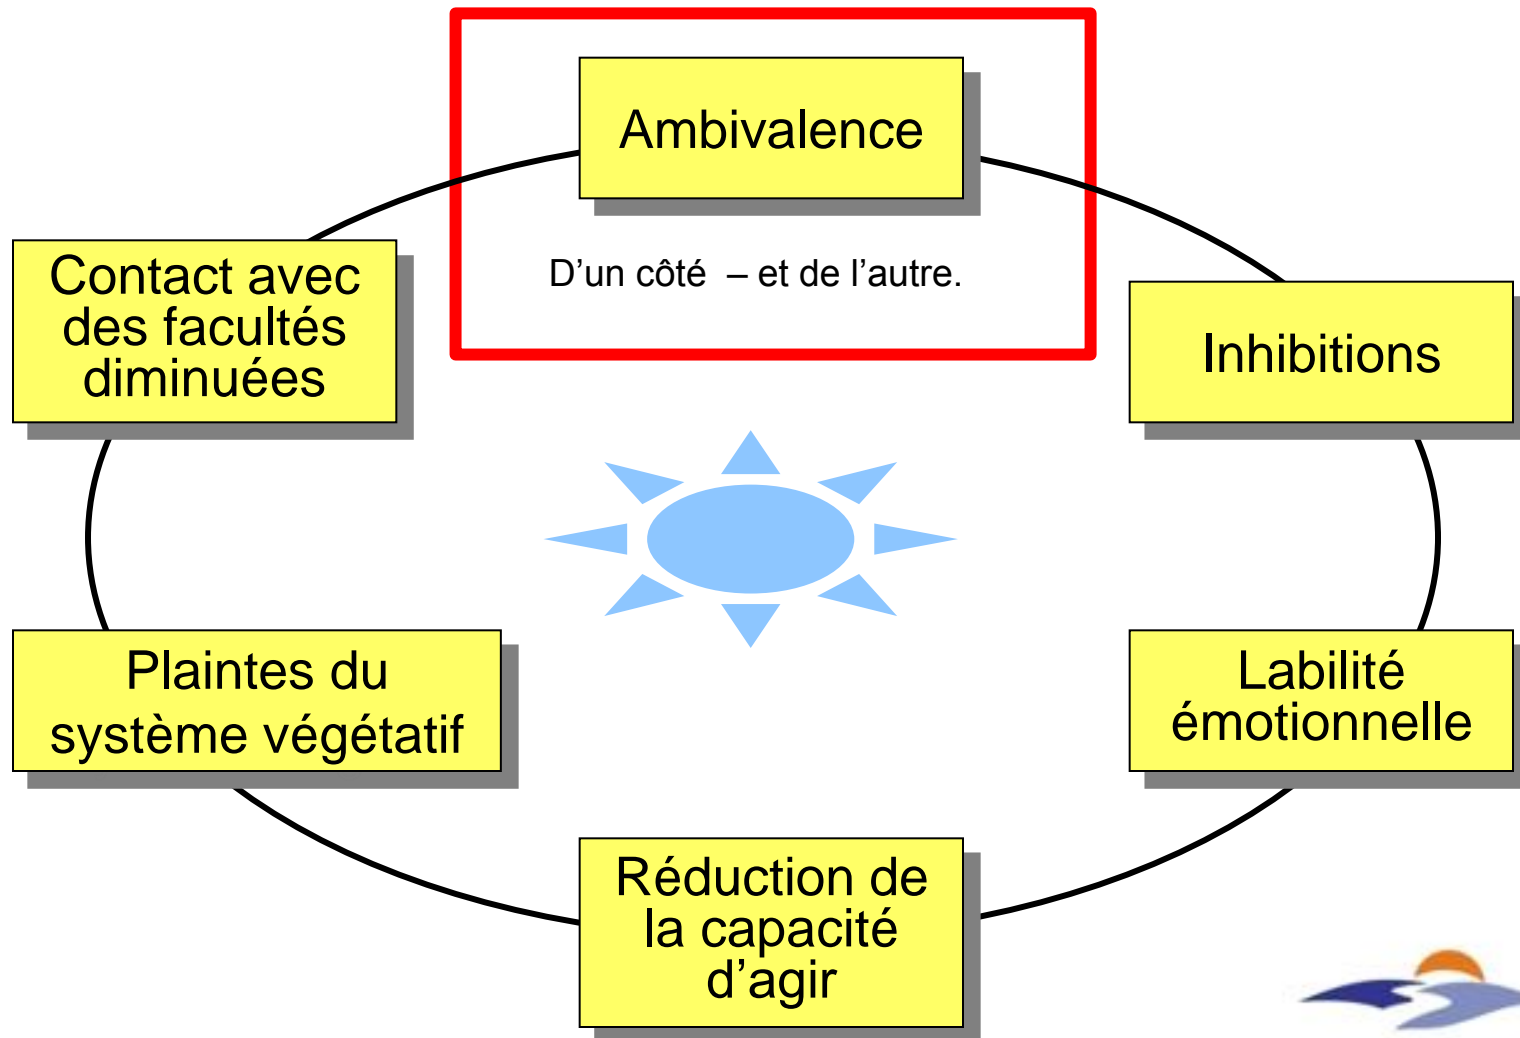 Ambivalence
D’un côté – et de l’autre.
Contact avec
des facultés
diminuées
Inhibitions
Plaintes du
système végétatif
Labilité
émotionnelle
Réduction de
la capacité
d’agir